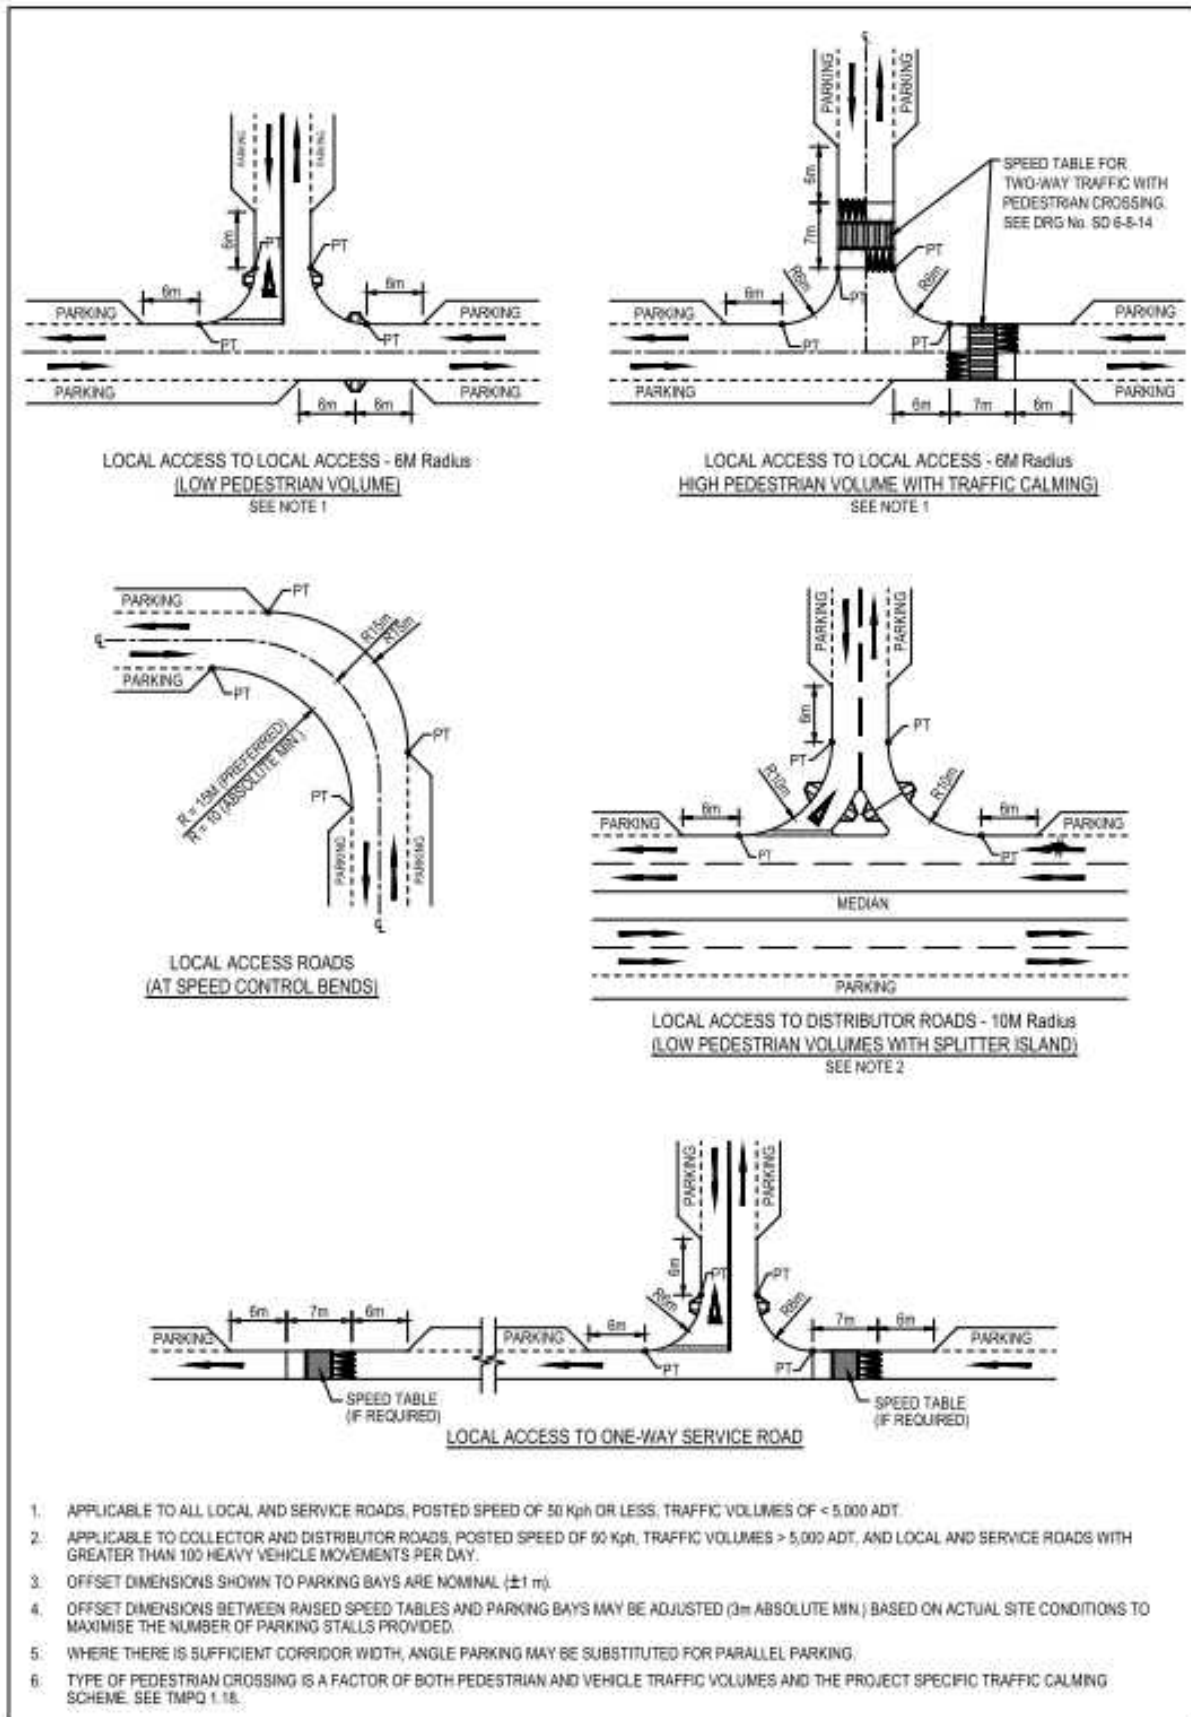 PARKING
PARKING
6m
PT
PT
6m
6m
PARKING
PARKING
PT
PT
PARKING
PARKING
6m
6m
LOCAL ACCESS TO LOCAL ACCESS - 6M Radius
(LOW PEDESTRIAN VOLUME)
SEE NOTE 1
℄
PARKING
PARKING
6m
7m
SPEED TABLE FOR
TWO-WAY TRAFFIC WITH
PEDESTRIAN CROSSING.
SEE DRG No. SD 6-8-14
PT
6m
R6m
R6m
PARKING
PARKING
PT
PT
PARKING
PARKING
6m
7m
6m
LOCAL ACCESS TO LOCAL ACCESS - 6M Radius
HIGH PEDESTRIAN VOLUME WITH TRAFFIC CALMING)
SEE NOTE 1
PT
PARKING
℄
R15m
R15m
PARKING
PT
PT
R = 15M (PREFERRED)
R = 10 (ABSOLUTE MIN.)
PT
PARKING
PARKING
℄
LOCAL ACCESS ROADS
(AT SPEED CONTROL BENDS)
PARKING
PARKING
6m
PT
PT
R10m
R10m
6m
6m
PARKING
PARKING
PT
PT
MEDIAN
PARKING
LOCAL ACCESS TO DISTRIBUTOR ROADS - 10M Radius
(LOW PEDESTRIAN VOLUMES WITH SPLITTER ISLAND)
SEE NOTE 2
PARKING
PARKING
6m
PT
PT
R6m
R6m
6m
7m
6m
6m
7m
6m
PARKING
PARKING
PARKING
PT
PT
SPEED TABLE
(IF REQUIRED)
SPEED TABLE
(IF REQUIRED)
LOCAL ACCESS TO ONE-WAY SERVICE ROAD
1. APPLICABLE TO ALL LOCAL AND SERVICE ROADS, POSTED SPEED OF 50 Kph OR LESS, TRAFFIC VOLUMES OF < 5,000 ADT.
2. APPLICABLE TO COLLECTOR AND DISTRIBUTOR ROADS, POSTED SPEED OF 50 Kph, TRAFFIC VOLUMES > 5,000 ADT, AND LOCAL AND SERVICE ROADS WITH
GREATER THAN 100 HEAVY VEHICLE MOVEMENTS PER DAY.
3. OFFSET DIMENSIONS SHOWN TO PARKING BAYS ARE NOMINAL (±1 m).
4. OFFSET DIMENSIONS BETWEEN RAISED SPEED TABLES AND PARKING BAYS MAY BE ADJUSTED (3m ABSOLUTE MIN.) BASED ON ACTUAL SITE CONDITIONS TO
MAXIMISE THE NUMBER OF PARKING STALLS PROVIDED.
5. WHERE THERE IS SUFFICIENT CORRIDOR WIDTH, ANGLE PARKING MAY BE SUBSTITUTED FOR PARALLEL PARKING.
6. TYPE OF PEDESTRIAN CROSSING IS A FACTOR OF BOTH PEDESTRIAN AND VEHICLE TRAFFIC VOLUMES AND THE PROJECT SPECIFIC TRAFFIC CALMING
SCHEME. SEE TMPQ 1.18.